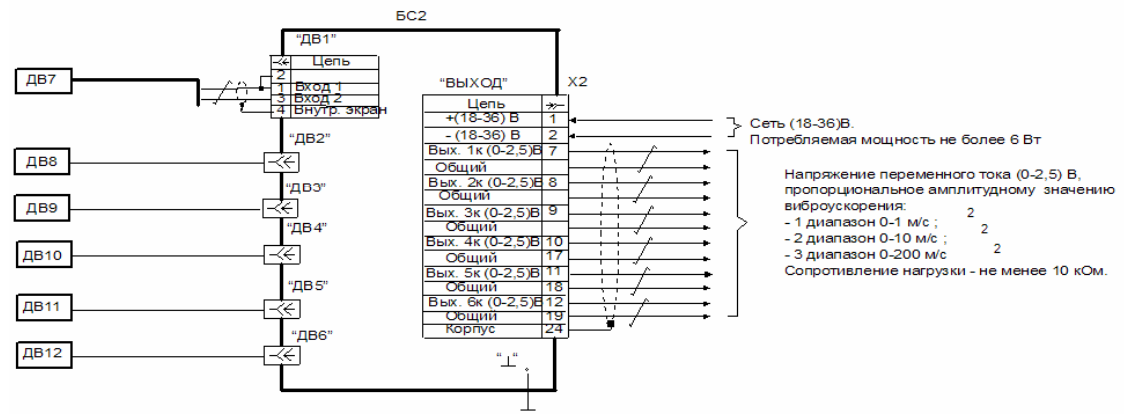 БС2
"ДВ1"
Цепь
2
1 Вход 1
3 Вход 2
4 Внутр. экран
ДВ7
"ДВ2"
ДВ8
"ДВ3"
ДВ9
"ДВ4"
ДВ10
"ДВ5"
ДВ11
"ДВ6"
ДВ12
"ВЫХОД" Х2
Цепь
+(18-36) В 1
- (18-36) В 2
Вых. 1к (0-2,5)В 7
Общий
Вых. 2к (0-2,5)В 8
Общий
Вых. 3к (0-2,5)В 9
Общий
Вых. 4к (0-2,5)В 10
Общий 17
Вых. 5к (0-2,5)В 11
Общий 18
Вых. 6к (0-2,5)В 12
Общий 19
Корпус 24
"⊥"
Сеть (18-36)В.
Потребляемая мощность не более 6 Вт
Напряжение переменного тока (0-2,5) В,
пропорциональное амплитудному значению
виброускорения:
- 1 диапазон 0-1 м/с ; 2
- 2 диапазон 0-10 м/с ; 2
- 3 диапазон 0-200 м/с 2
Сопротивление нагрузки - не менее 10 кОм.